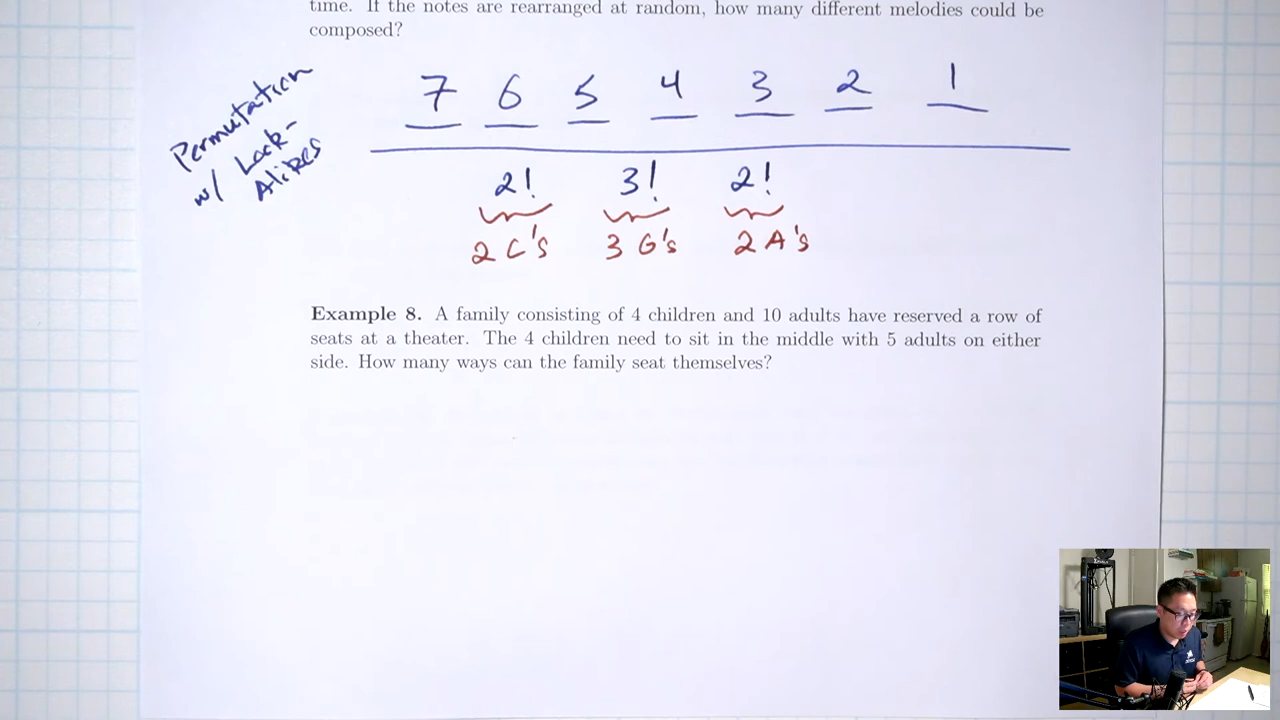 time. If the notes are rearranged at random, how many different melodies could be
composed?
Permutation
w/ Look-
Alikes
7 6 5 4 3 2 1
2! 3! 2!
2 C's 3 G's 2 A's
Example 8. A family consisting of 4 children and 10 adults have reserved a row of
seats at a theater. The 4 children need to sit in the middle with 5 adults on either
side. How many ways can the family seat themselves?